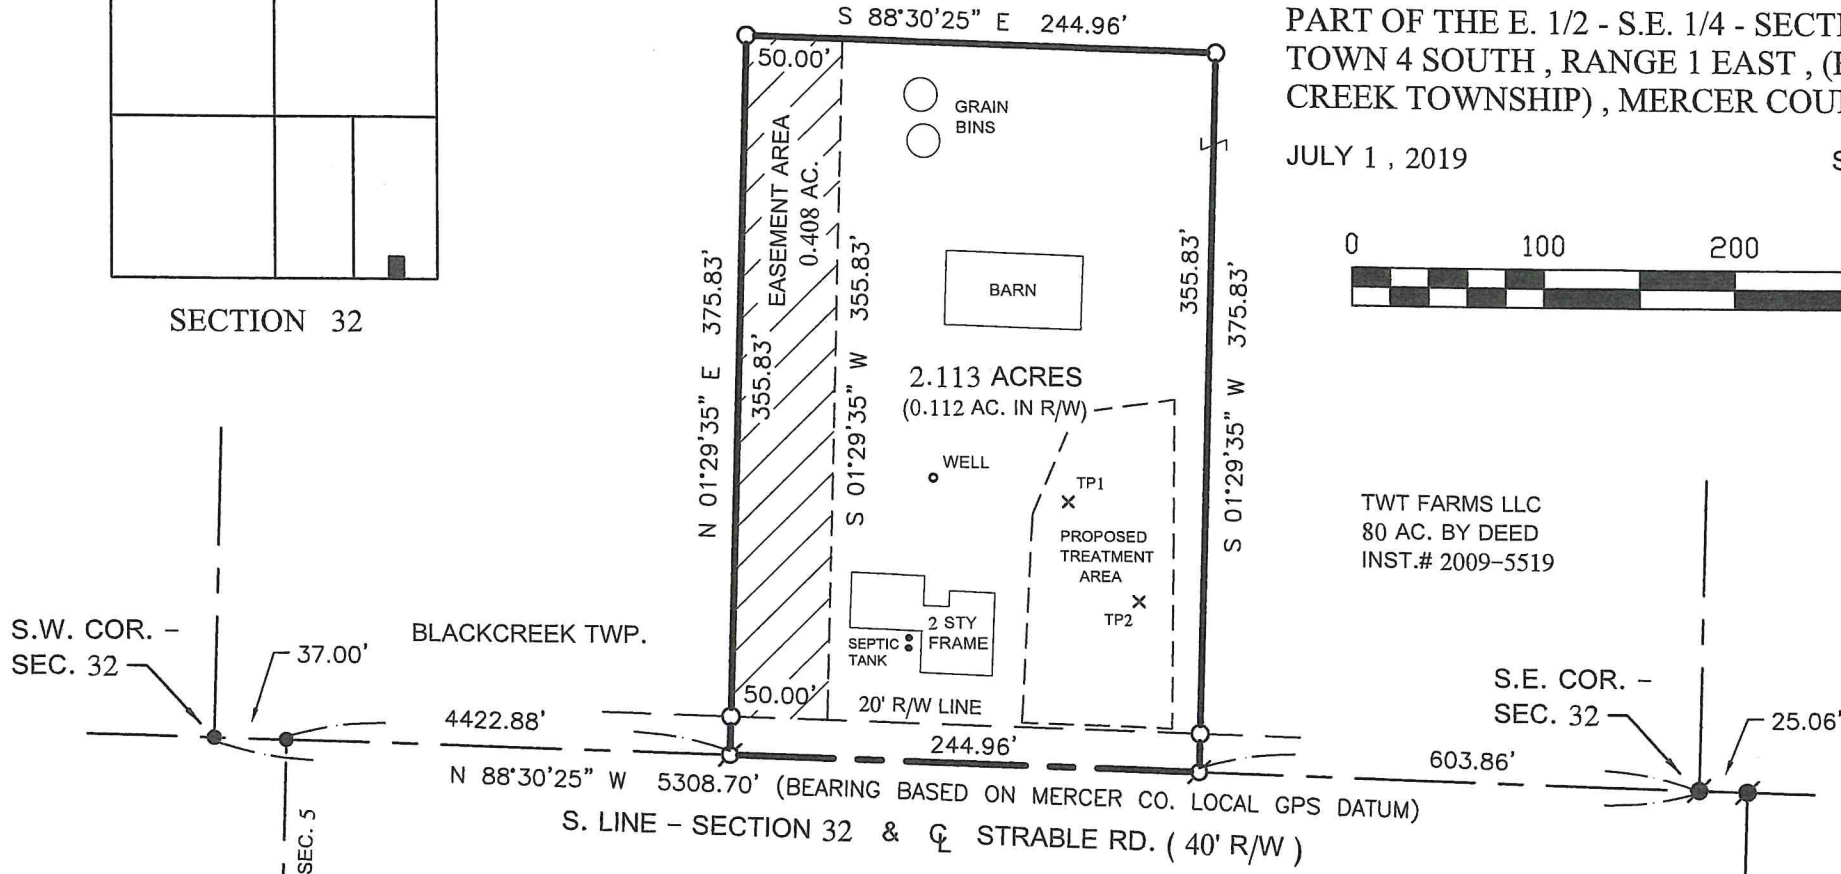 S 88°30'25" E 244.96'
PART OF THE E. 1/2 - S.E. 1/4 -
TOWN 4 SOUTH , RANGE 1 EAST ,
CREEK TOWNSHIP) , MERCER
JULY 1 , 2019
0 100 200
SECTION 32
50.00'
GRAIN
BINS
EASEMENT AREA
0.408 AC.
N 01°29'35" E 375.83'
355.83'
S 01°29'35" W 355.83'
BARN
355.83'
S 01°29'35" W 375.83'
2.113 ACRES
(0.112 AC. IN R/W)
WELL
TP1
PROPOSED
TREATMENT
AREA
TP2
2 STY
FRAME
SEPTIC
TANK
50.00'
20' R/W LINE
TWT FARMS LLC
80 AC. BY DEED
INST.# 2009-5519
S.W. COR. -
SEC. 32
37.00'
BLACKCREEK TWP.
S.E. COR. -
SEC. 32
25.06'
4422.88'
244.96'
603.86'
N 88°30'25" W 5308.70' (BEARING BASED ON MERCER CO. LOCAL GPS DATUM)
S. LINE - SECTION 32 & ℄ STRABLE RD. ( 40' R/W )
SEC. 5